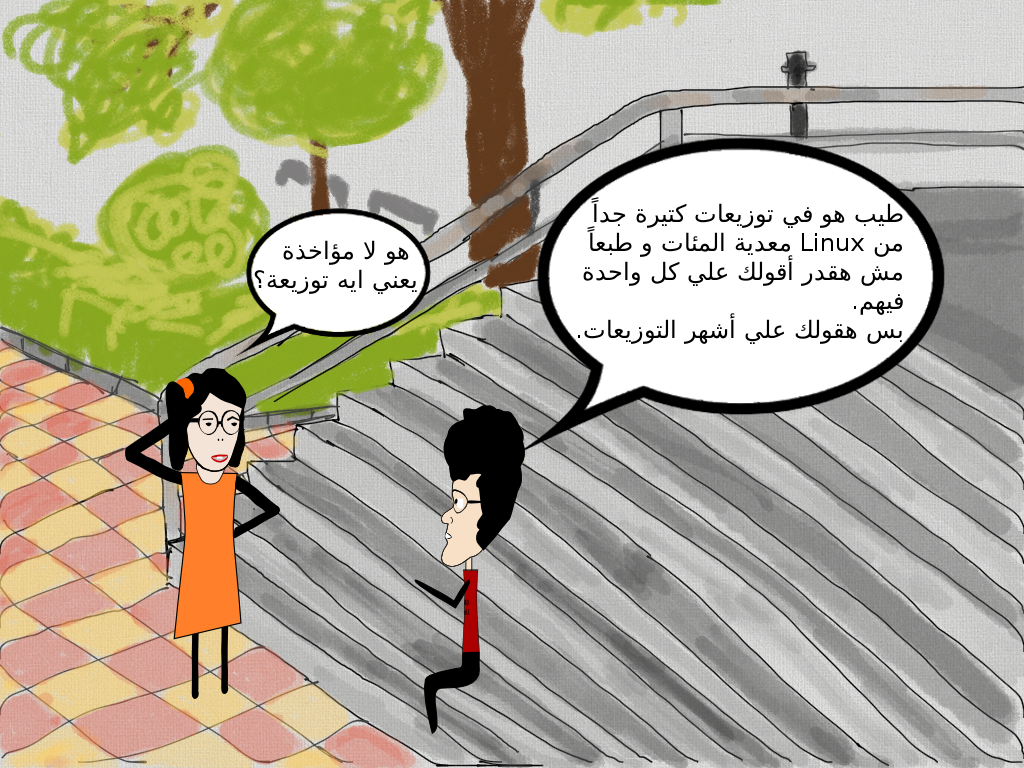 طيب هو في توزيعات كتيرة جداً
من Linux معدية المئات و طبعاً
مش هقدر أقولك علي كل واحدة
فيهم.
بس هقولك علي أشهر التوزيعات.
هو لا مؤاخذة
يعني ايه توزيعة؟